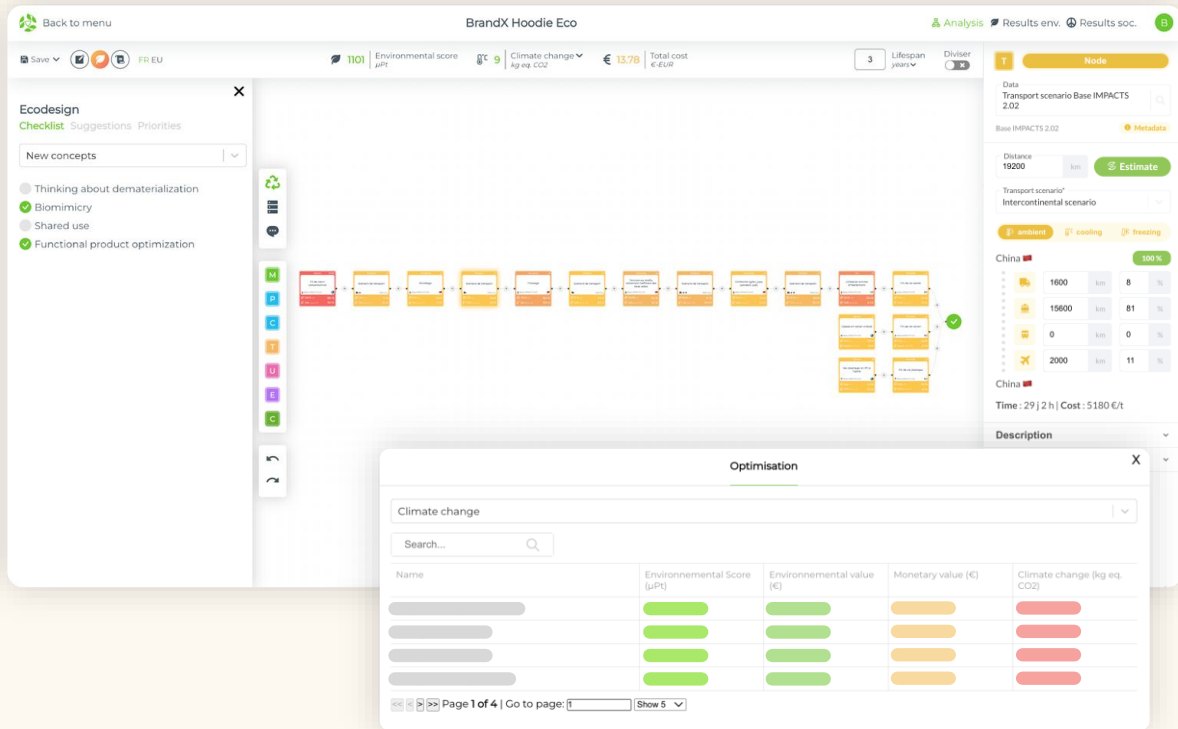 Back to menu
BrandX Hoodie Eco
Analysis Results env. Results soc. B
Save FR EU
1101 Environmental score
µPt
9 Climate change
kg eq. CO2
€ 13.78 Total cost
€-EUR
3 Lifespan
years
Diviser
Ecodesign
Checklist Suggestions Priorities
New concepts
Thinking about dematerialization
Biomimicry
Shared use
Functional product optimization
M
P
C
T
U
E
C
T Node
Data
Transport scenario Base IMPACTS
2.02
Base IMPACTS 2.02 Metadata
Distance
19200 km Estimate
Transport scenario*
Intercontinental scenario
ambient cooling freezing
China 100 %
1600 km 8 %
15600 km 81 %
0 km 0 %
2000 km 11 %
China
Time : 29 j 2 h | Cost : 5180 €/t
Description
Optimisation X
Climate change
Search...
Name
Environnemental Score
(µPt)
Environnemental value
(€)
Monetary value (€)
Climate change (kg eq.
CO2)
<< < > >> Page 1 of 4 | Go to page: 1 Show 5